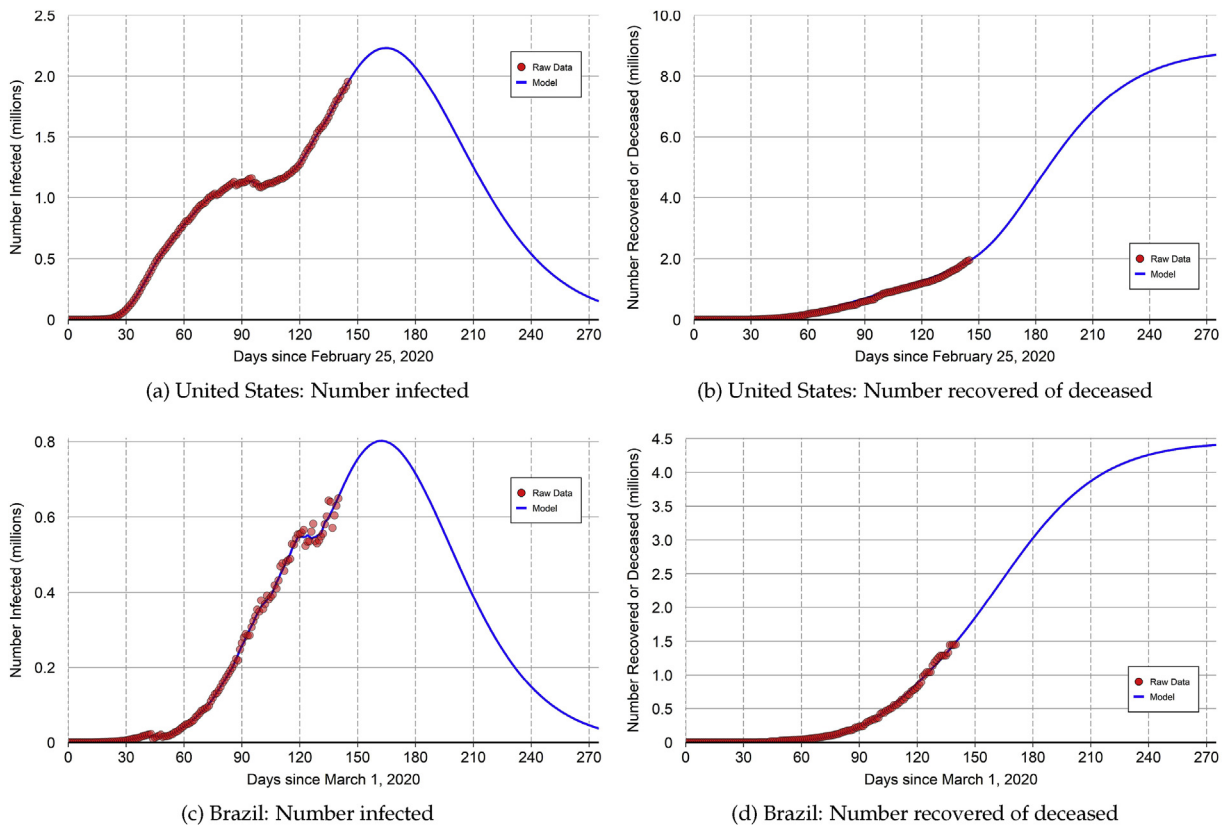 2.5
2.0
1.5
1.0
0.5
0
Number Infected (millions)
Raw Data
Model
0 30 60 90 120 150 180 210 240 270
Days since February 25, 2020
(a) United States: Number infected
10.0
8.0
6.0
4.0
2.0
0
Number Recovered or Deceased (millions)
Raw Data
Model
0 30 60 90 120 150 180 210 240 270
Days since February 25, 2020
(b) United States: Number recovered of deceased
0.8
0.6
0.4
0.2
0
Number Infected (millions)
Raw Data
Model
0 30 60 90 120 150 180 210 240 270
Days since March 1, 2020
(c) Brazil: Number infected
4.5
4.0
3.5
3.0
2.5
2.0
1.5
1.0
0.5
0
Number Recovered or Deceased (millions)
Raw Data
Model
0 30 60 90 120 150 180 210 240 270
Days since March 1, 2020
(d) Brazil: Number recovered of deceased